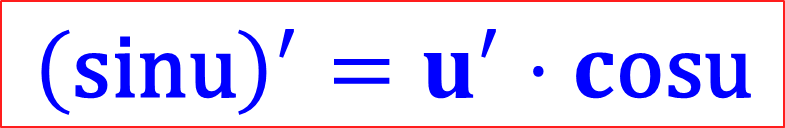 (sinu)′ = u′ · cosu